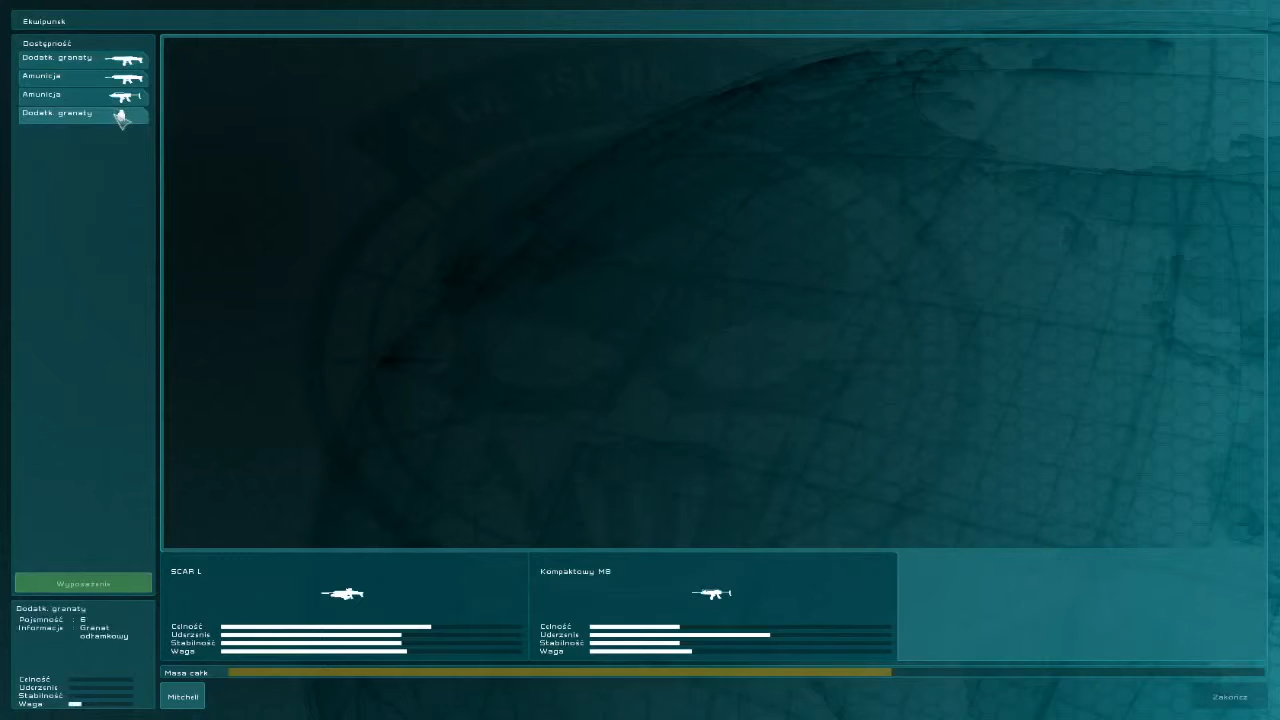 Ekwipunek
Dostępność
Dodatk. granaty
Amunicja
Amunicja
Dodatk. granaty
Wyposażenie
Dodatk. granaty
Pojemność : 6
Informacje : Granat
odłamkowy
Celność
Uderzenie
Stabilność
Waga
SCAR L
Celność
Uderzenie
Stabilność
Waga
Kompaktowy M8
Celność
Uderzenie
Stabilność
Waga
Masa całk
Mitchell
Zakończ